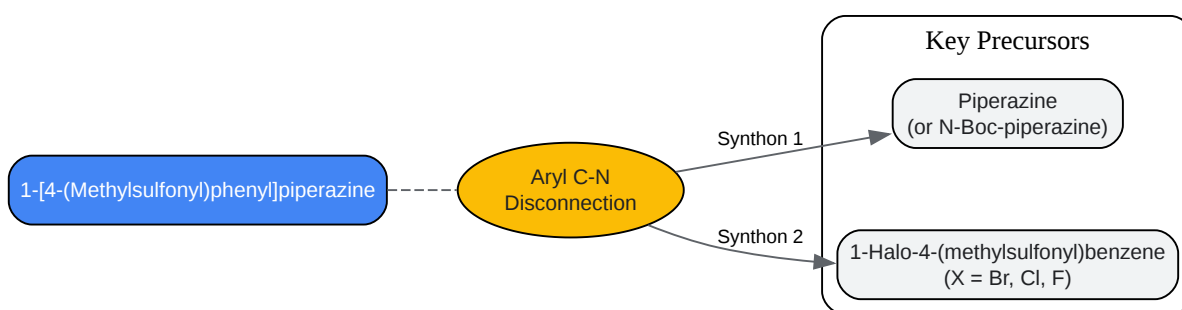 Key Precursors
Piperazine
(or N-Boc-piperazine)
Synthon 1
1-[4-(Methylsulfonyl)phenyl]piperazine
Aryl C-N
Disconnection
Synthon 2
1-Halo-4-(methylsulfonyl)benzene
(X = Br, Cl, F)